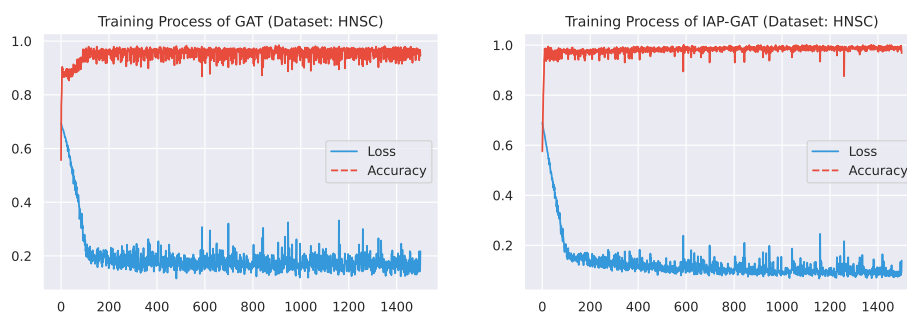 Training Process of GAT (Dataset: HNSC)
1.0
0.8
0.6
0.4
0.2
Loss
Accuracy
0 200 400 600 800 1000 1200 1400
Training Process of IAP-GAT (Dataset: HNSC)
1.0
0.8
0.6
0.4
0.2
Loss
Accuracy
0 200 400 600 800 1000 1200 1400